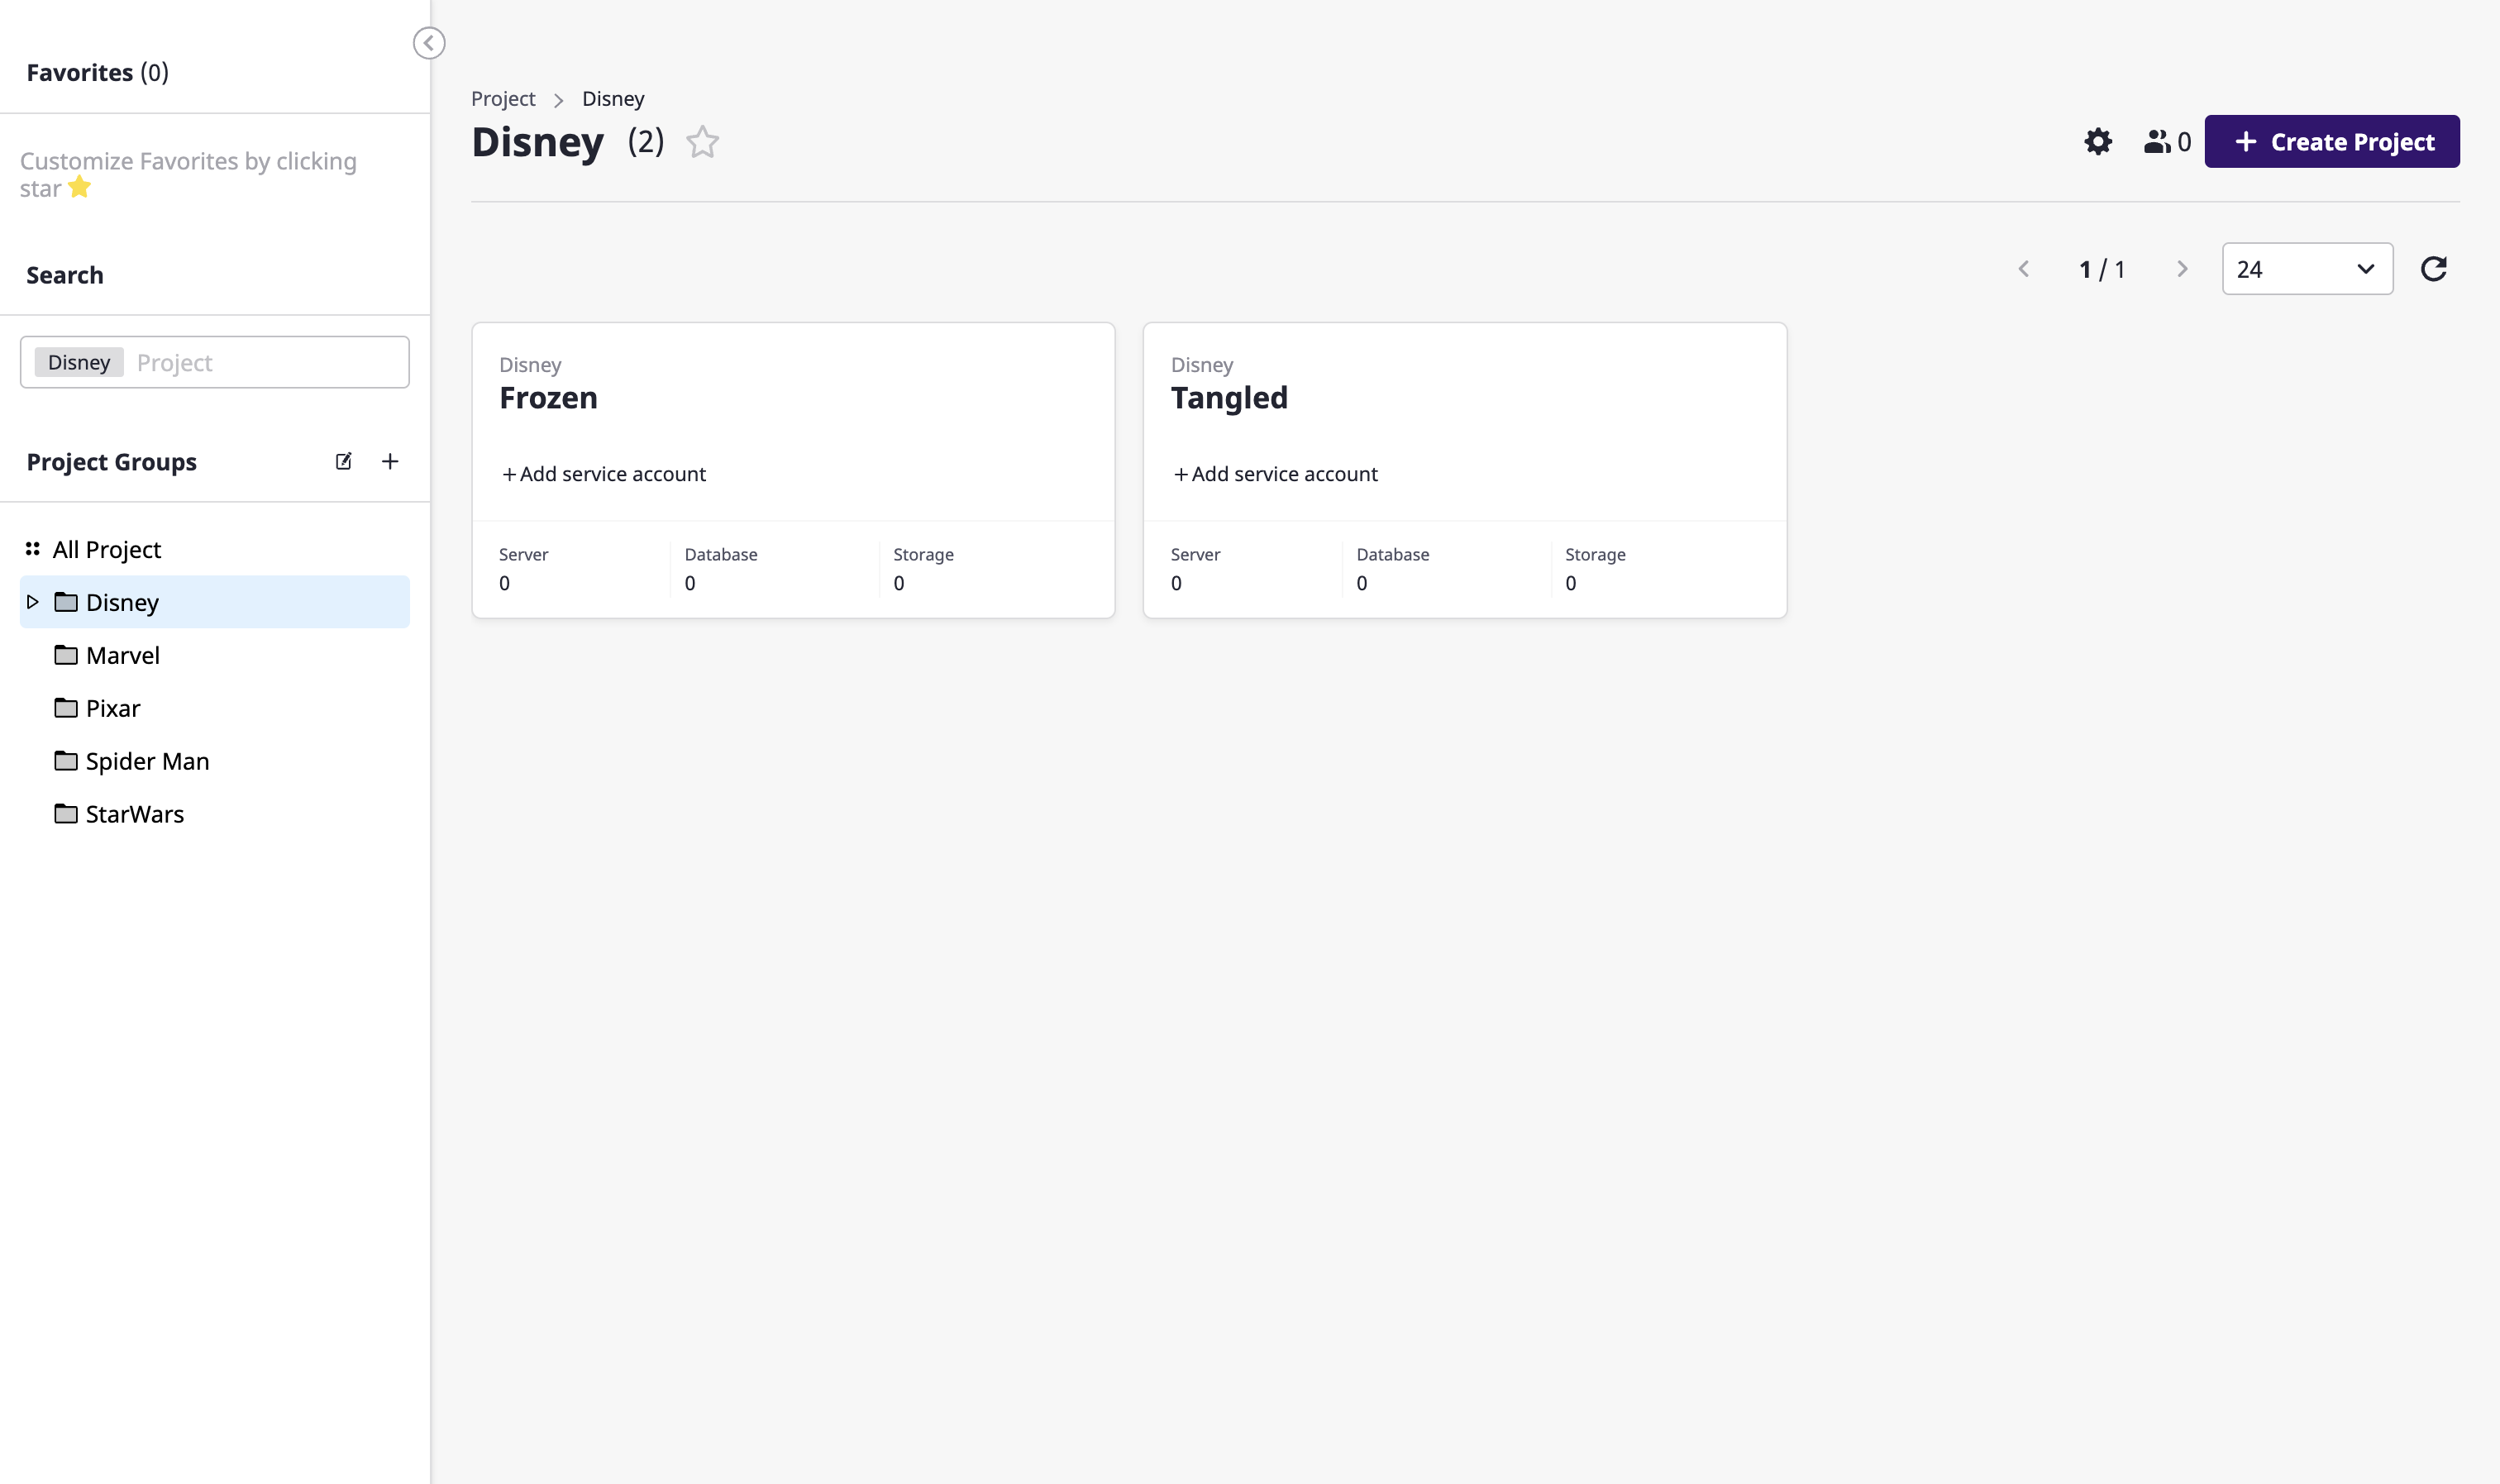 Favorites (0)
Customize Favorites by clicking
star
Search
Disney Project
Project Groups
All Project
Disney
Marvel
Pixar
Spider Man
StarWars
Project > Disney
Disney (2)
0
+ Create Project
1 / 1
24
Disney
Frozen
+ Add service account
Server Database Storage
0 0 0
Disney
Tangled
+ Add service account
Server Database Storage
0 0 0